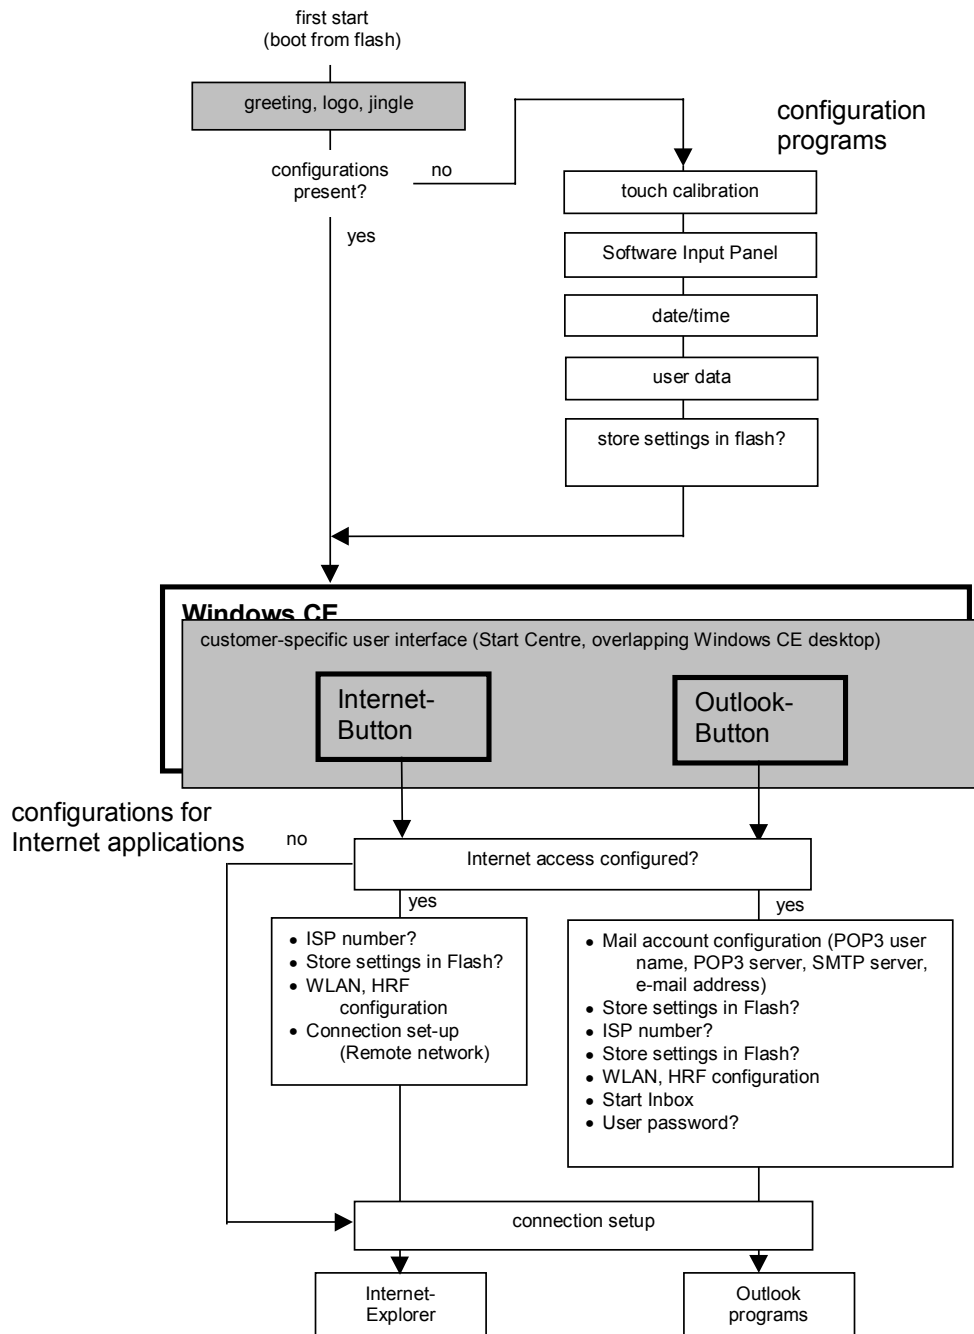 first start
(boot from flash)
greeting, logo, jingle
configuration
programs
configurations
present?
no
touch calibration
yes
Software Input Panel
date/time
user data
store settings in flash?
Windows CE
customer-specific user interface (Start Centre, overlapping Windows CE desktop)
Internet-
Button
Outlook-
Button
configurations for
Internet applications
no
Internet access configured?
yes
yes
• ISP number?
• Store settings in Flash?
• WLAN, HRF
configuration
• Connection set-up
(Remote network)
• Mail account configuration (POP3 user
name, POP3 server, SMTP server,
e-mail address)
• Store settings in Flash?
• ISP number?
• Store settings in Flash?
• WLAN, HRF configuration
• Start Inbox
• User password?
connection setup
Internet-
Explorer
Outlook
programs